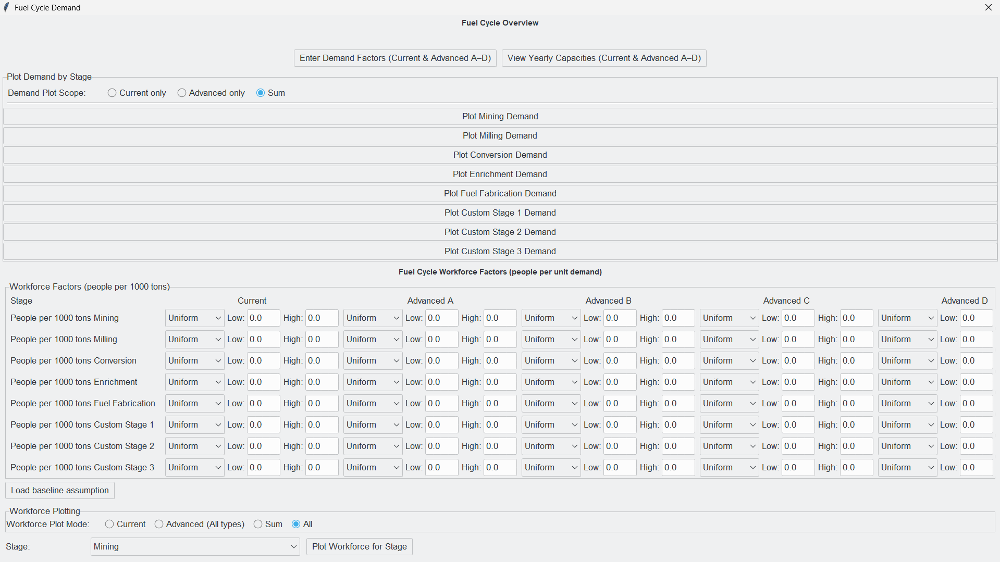 Fuel Cycle Demand
Fuel Cycle Overview
Enter Demand Factors (Current & Advanced A–D) View Yearly Capacities (Current & Advanced A–D)
Plot Demand by Stage
Demand Plot Scope: Current only Advanced only Sum
Plot Mining Demand
Plot Milling Demand
Plot Conversion Demand
Plot Enrichment Demand
Plot Fuel Fabrication Demand
Plot Custom Stage 1 Demand
Plot Custom Stage 2 Demand
Plot Custom Stage 3 Demand
Fuel Cycle Workforce Factors (people per unit demand)
Workforce Factors (people per 1000 tons)
Stage Current Advanced A Advanced B Advanced C Advanced D
People per 1000 tons Mining Uniform Low: 0.0 High: 0.0 Uniform Low: 0.0 High: 0.0 Uniform Low: 0.0 High: 0.0 Uniform Low: 0.0 High: 0.0 Uniform Low: 0.0
People per 1000 tons Milling Uniform Low: 0.0 High: 0.0 Uniform Low: 0.0 High: 0.0 Uniform Low: 0.0 High: 0.0 Uniform Low: 0.0 High: 0.0 Uniform Low: 0.0
People per 1000 tons Conversion Uniform Low: 0.0 High: 0.0 Uniform Low: 0.0 High: 0.0 Uniform Low: 0.0 High: 0.0 Uniform Low: 0.0 High: 0.0 Uniform Low: 0.0
People per 1000 tons Enrichment Uniform Low: 0.0 High: 0.0 Uniform Low: 0.0 High: 0.0 Uniform Low: 0.0 High: 0.0 Uniform Low: 0.0 High: 0.0 Uniform Low: 0.0
People per 1000 tons Fuel Fabrication Uniform Low: 0.0 High: 0.0 Uniform Low: 0.0 High: 0.0 Uniform Low: 0.0 High: 0.0 Uniform Low: 0.0 High: 0.0 Uniform Low: 0.0
People per 1000 tons Custom Stage 1 Uniform Low: 0.0 High: 0.0 Uniform Low: 0.0 High: 0.0 Uniform Low: 0.0 High: 0.0 Uniform Low: 0.0 High: 0.0 Uniform Low: 0.0
People per 1000 tons Custom Stage 2 Uniform Low: 0.0 High: 0.0 Uniform Low: 0.0 High: 0.0 Uniform Low: 0.0 High: 0.0 Uniform Low: 0.0 High: 0.0 Uniform Low: 0.0
People per 1000 tons Custom Stage 3 Uniform Low: 0.0 High: 0.0 Uniform Low: 0.0 High: 0.0 Uniform Low: 0.0 High: 0.0 Uniform Low: 0.0 High: 0.0 Uniform Low: 0.0
Load baseline assumption
Workforce Plotting
Workforce Plot Mode: Current Advanced (All types) Sum All
Stage: Mining Plot Workforce for Stage